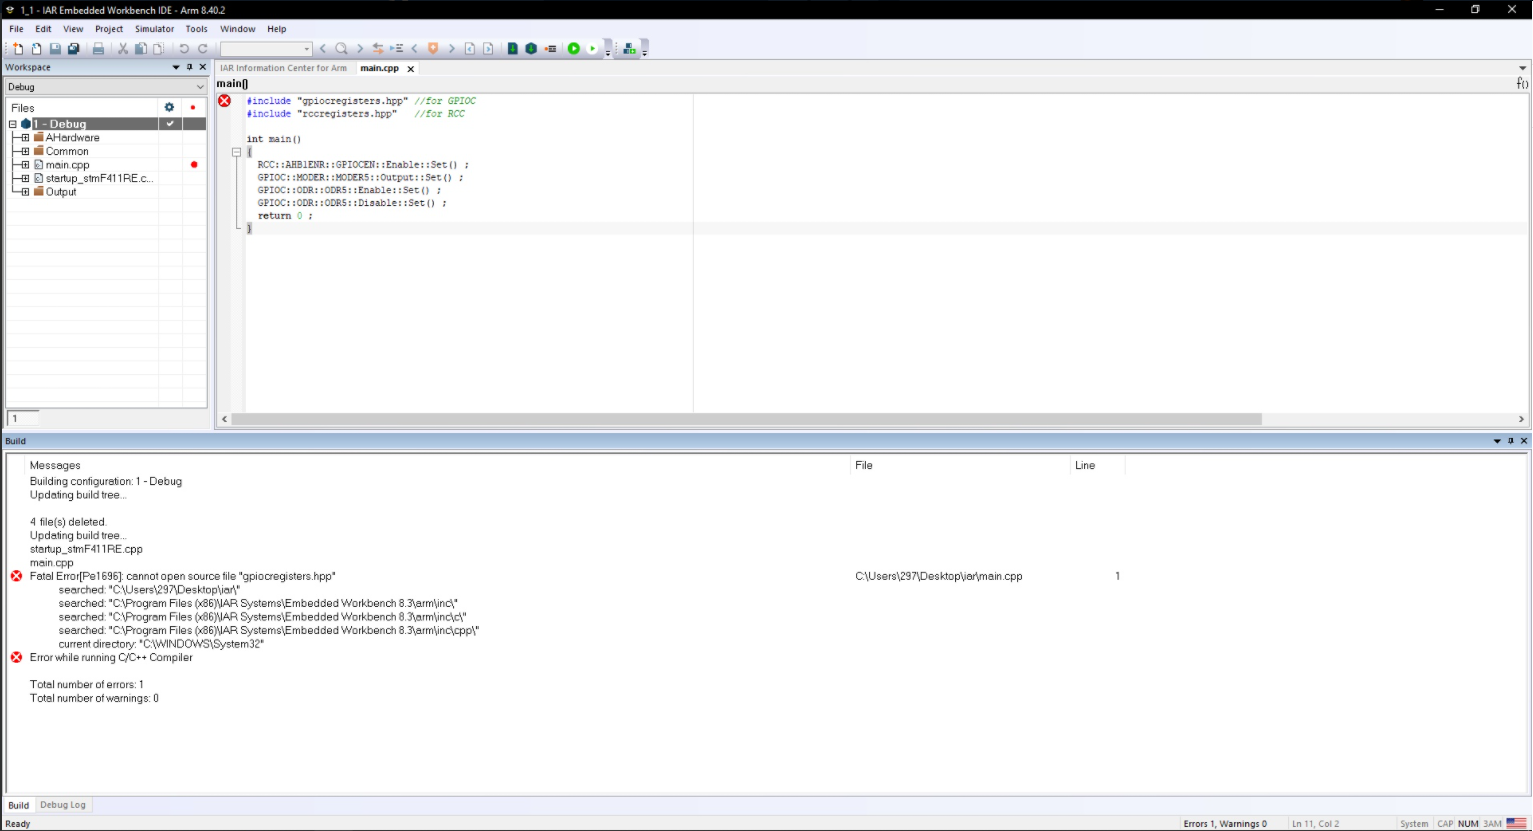 1_1 - IAR Embedded Workbench IDE - Arm 8.40.2
File Edit View Project Simulator Tools Window Help
Workspace
Debug
Files
1 - Debug
AHardware
Common
main.cpp
startup_stmF411RE.c...
Output
1
IAR Information Center for Arm main.cpp
main()
f()
#include "gpiocregisters.hpp" //for GPIOC
#include "rccregisters.hpp" //for RCC
int main()
{
RCC::AHB1ENR::GPIOCEN::Enable::Set() ;
GPIOC::MODER::MODER5::Output::Set() ;
GPIOC::ODR::ODR5::Enable::Set() ;
GPIOC::ODR::ODR5::Disable::Set() ;
return 0 ;
}
Build
Messages File Line
Building configuration: 1 - Debug
Updating build tree...
4 file(s) deleted.
Updating build tree...
startup_stmF411RE.cpp
main.cpp
Fatal Error[Pe1696]: cannot open source file "gpiocregisters.hpp" C:\Users\297\Desktop\iar\main.cpp 1
searched: "C:\Users\297\Desktop\iar\"
searched: "C:\Program Files (x86)\IAR Systems\Embedded Workbench 8.3\arm\inc\"
searched: "C:\Program Files (x86)\IAR Systems\Embedded Workbench 8.3\arm\inc\c\"
searched: "C:\Program Files (x86)\IAR Systems\Embedded Workbench 8.3\arm\inc\cpp\"
current directory: "C:\WINDOWS\System32"
Error while running C/C++ Compiler
Total number of errors: 1
Total number of warnings: 0
Build Debug Log
Ready Errors 1, Warnings 0 Ln 11, Col 2 System CAP NUM ЗАМ